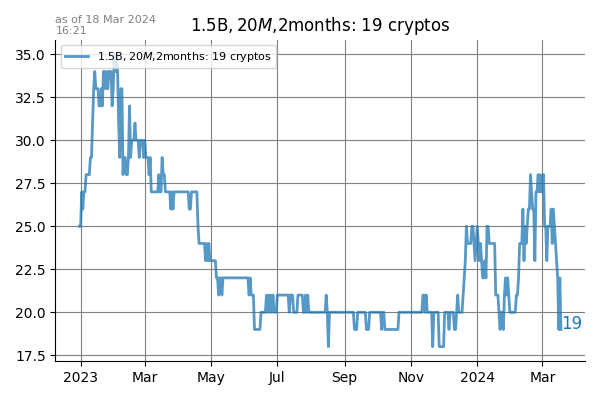 as of 18 Mar 2024
16:21
1.5B, 20M,2months: 19 cryptos
1.5B, 20M,2months: 19 cryptos
35.0
32.5
30.0
27.5
25.0
22.5
20.0
17.5
19
2023
Mar
May
Jul
Sep
Nov
2024
Mar